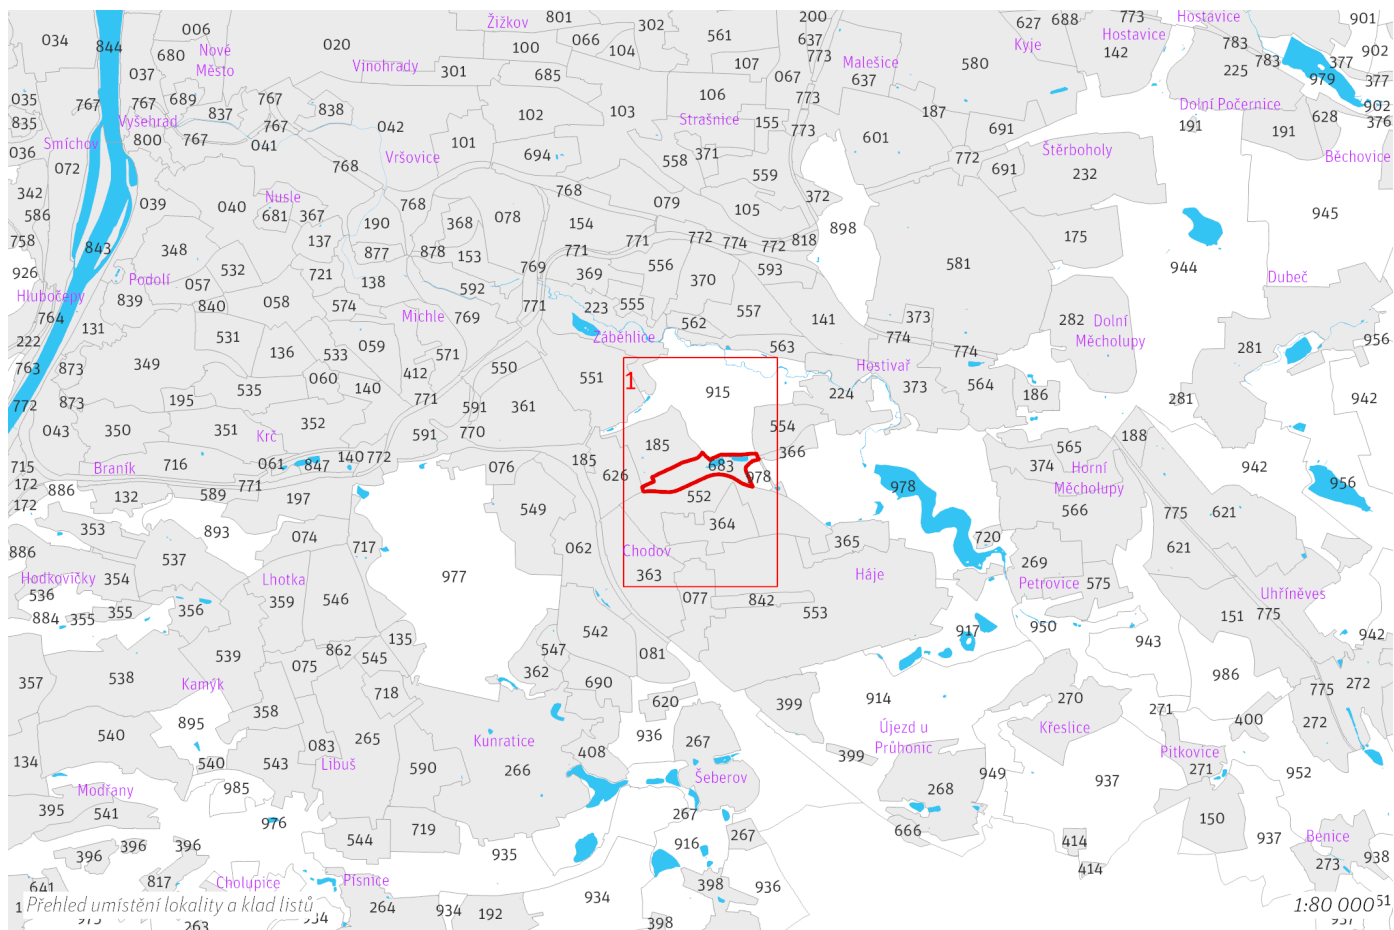 006 Žižkov 801 302 200 627 688 773 Hostavice 901
034 844 680 Nové Město 020 100 066 104 561 637 773 Kyje Hostavice 142 783 902
037 Vinohrady 301 685 107 067 Malešice 637 580 225 783 979 377 377
035 767 767 689 837 767 838 102 103 106 773 187 Dolní Počernice 902
835 Vyšehrad 800 767 767 042 101 Strašnice 155 773 601 691 191 191 628 376
036 Smíchov 072 041 768 Vršovice 694 558 371 559 772 691 Štěrboholy 232 Běchovice
342 586 039 040 Nusle 681 367 190 768 368 078 768 079 105 372 945
758 843 348 137 877 878 153 154 771 771 772 774 772 818 898 175
926 Podolí 532 721 138 769 369 556 593 581 944 Dubeč
Hlubočepy 839 057 840 058 574 592 771 223 555 370 557 282
764 131 Michle 769 Záběhlice 562 141 373 Dolní Měcholupy
222 531 136 533 059 571 563 774 774 281 956
763 873 349 060 412 550 551 1 915 Hostivař
772 873 195 535 140 771 591 361 224 373 564 186 281 942
043 350 351 352 Krč 591 770 185 554 366 188
715 Braník 716 061 847 140 772 076 185 626 683 978 565 374 Horní Měcholupy 942
172 886 132 589 771 197 549 552 978 566 775 621 956
172 353 893 074 717 364 365 720 621
886 537 062 Chodov 269
Hodkovičky 354 Lhotka 977 363 Háje Petrovice 575 Uhříněves
536 359 546 077 842
884 355 355 356 135 553 917 950 151 775
539 862 542 547 081 943 942
357 538 075 545 362 690 986 775 272
Kamýk 718 620 399 914 270 271 400 272
895 358 083 265 Kunratice 936 267 Újezd u Průhonic Křeslice Pitkovice
134 540 540 543 Libuš 590 266 408 Šeberov 399 949 937 271 952
Modřany 985 268
395 541 976 719 267 666 150
544 267 916 414 937 Benice
396 396 396 935 414 273 938
641 817 Cholupice Písnice 398 936
Přehled umístění lokality a klad listů 264 934 192 934 1:80 000
398